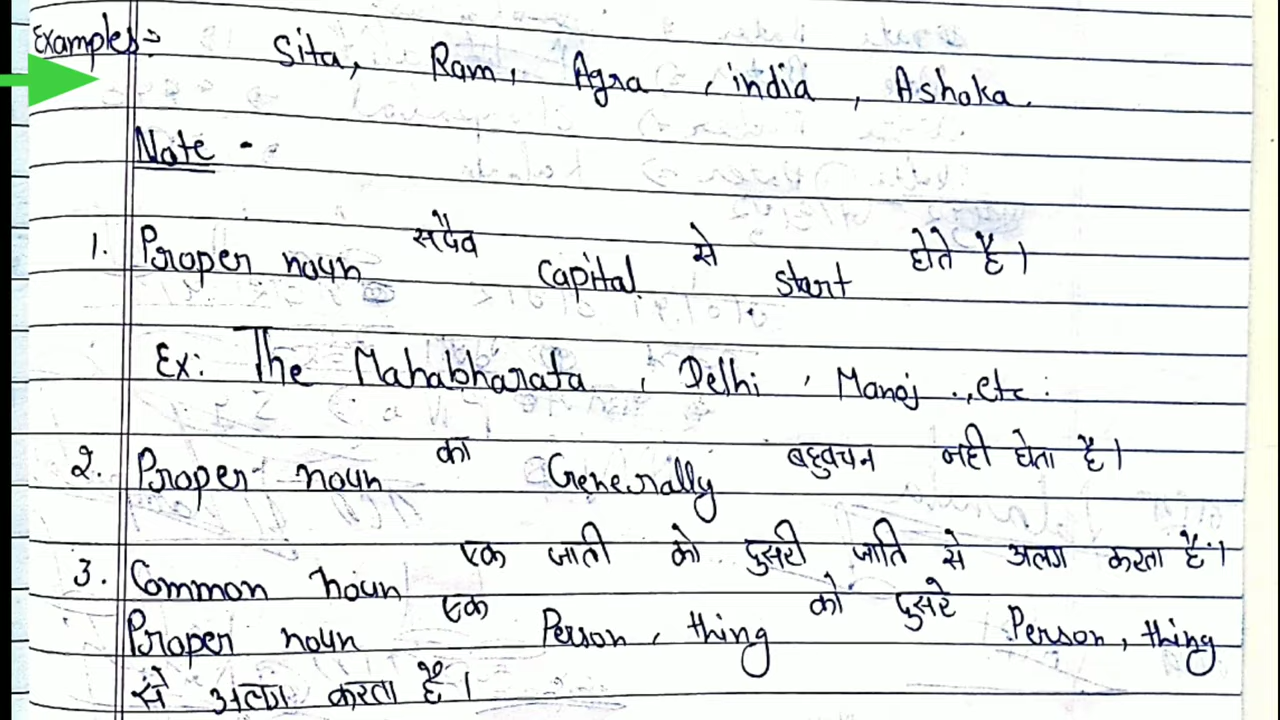 Examples:- Sita, Ram, Agra, india, Ashoka.
Note -
1. Proper noun सदैव capital से start होते है।
Ex: The Mahabharata, Delhi, Manoj.,etc.
2. Proper noun का Generally बहुवचन नही होता है।
3. Common noun एक जाती को दुसरी जाति से अलग करता है।
Proper noun एक Person, thing को दुसरे Person, thing
से अलग करता है।